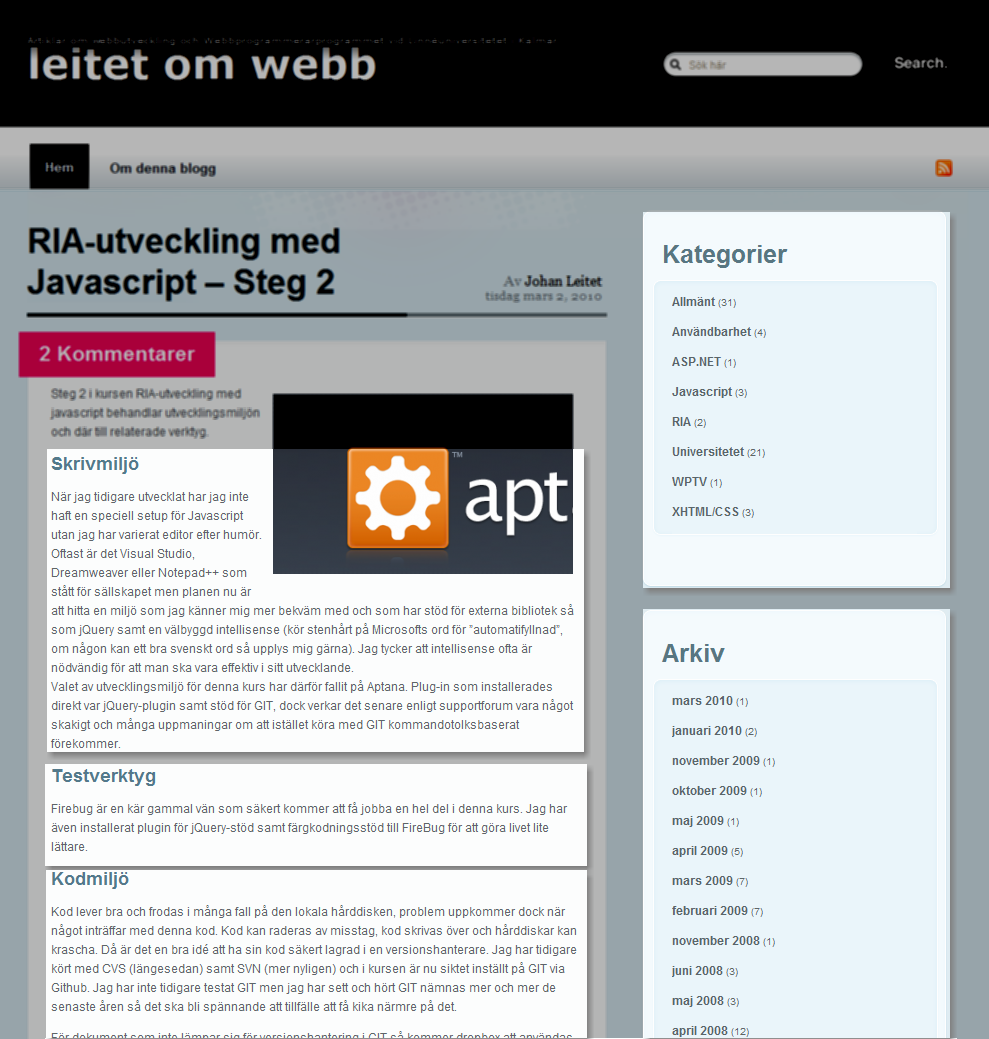 leitet om webb
Sök här
Search.
Hem
Om denna blogg
RIA-utveckling med
Javascript – Steg 2
Av Johan Leitet
tisdag mars 2, 2010
2 Kommentarer
Steg 2 i kursen RIA-utveckling med
javascript behandlar utvecklingsmiljön
och där till relaterade verktyg.
apt
TM
Skrivmiljö
När jag tidigare utvecklat har jag inte
haft en speciell setup för Javascript
utan jag har varierat editor efter humör.
Oftast är det Visual Studio,
Dreamweaver eller Notepad++ som
stått för sällskapet men planen nu är
att hitta en miljö som jag känner mig mer bekväm med och som har stöd för externa bibliotek så
som jQuery samt en välbyggd intellisense (kör stenhårt på Microsofts ord för ”automatifyllnad”,
om någon kan ett bra svenskt ord så upplys mig gärna). Jag tycker att intellisense ofta är
nödvändig för att man ska vara effektiv i sitt utvecklande.
Valet av utvecklingsmiljö för denna kurs har därför fallit på Aptana. Plug-in som installerades
direkt var jQuery-plugin samt stöd för GIT, dock verkar det senare enligt supportforum vara något
skakigt och många uppmaningar om att istället köra med GIT kommandotolksbaserat
förekommer.
Testverktyg
Firebug är en kär gammal vän som säkert kommer att få jobba en hel del i denna kurs. Jag har
även installerat plugin för jQuery-stöd samt färgkodningsstöd till FireBug för att göra livet lite
lättare.
Kodmiljö
Kod lever bra och frodas i många fall på den lokala hårddisken, problem uppkommer dock när
något inträffar med denna kod. Kod kan raderas av misstag, kod skrivas över och hårddiskar kan
krascha. Då är det en bra idé att ha sin kod säkert lagrad i en versionshanterare. Jag har tidigare
kört med CVS (längesedan) samt SVN (mer nyligen) och i kursen är nu siktet inställt på GIT via
Github. Jag har inte tidigare testat GIT men jag har sett och hört GIT nämnas mer och mer de
senaste åren så det ska bli spännande att tillfälle att få kika närmre på det.
För dokument som inte lämpar sig för versionshantering i GIT så kommer dropbox att användas
Kategorier
Allmänt (31)
Användbarhet (4)
ASP.NET (1)
Javascript (3)
RIA (2)
Universitetet (21)
WPTV (1)
XHTML/CSS (3)
Arkiv
mars 2010 (1)
januari 2010 (2)
november 2009 (1)
oktober 2009 (1)
maj 2009 (1)
april 2009 (5)
mars 2009 (7)
februari 2009 (7)
november 2008 (1)
juni 2008 (3)
maj 2008 (3)
april 2008 (12)